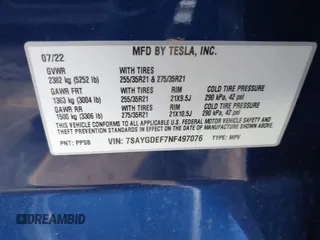 07/22 MFD BY TESLA, INC.
GVWR WITH TIRES
2382 kg (5252 lb) 255/35R21 & 275/35R21
GAWR FRT WITH TIRES RIM COLD TIRE PRESSURE
1363 kg (3004 lb) 255/35R21 21X9.5J 290 kPa, 42 psi
GAWR RR WITH TIRES RIM COLD TIRE PRESSURE
1500 kg (3306 lb) 275/35R21 21X10.5J 290 kPa, 42 psi
THIS VEHICLE CONFORMS TO ALL APPLICABLE U.S. FEDERAL MOTOR VEHICLE
SAFETY AND THEFT PREVENTION STANDARDS IN EFFECT ON THE DATE OF
MANUFACTURE SHOWN ABOVE.
PNT: PPSB VIN: 7SAYGDEF7NF497076 TYPE: MPV
DREAMBID